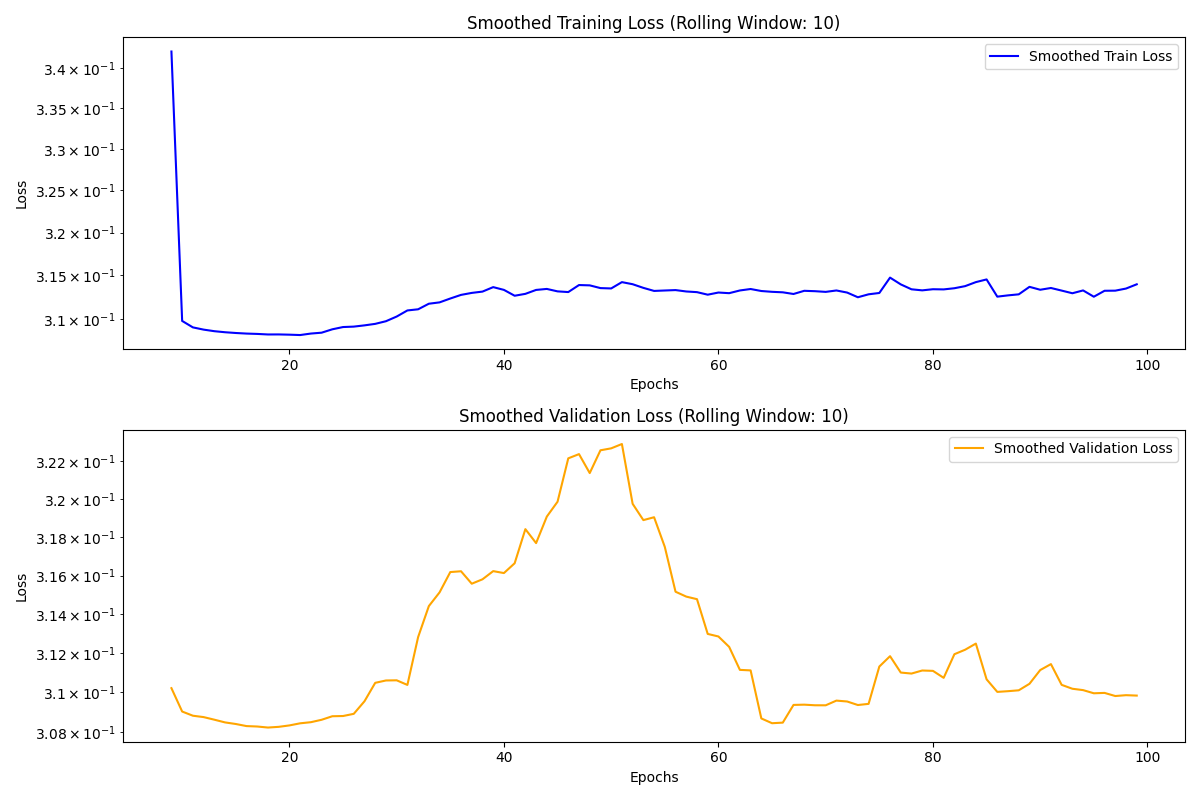 Smoothed Training Loss (Rolling Window: 10)
Smoothed Train Loss
3.4 × 10⁻¹
3.35 × 10⁻¹
3.3 × 10⁻¹
3.25 × 10⁻¹
3.2 × 10⁻¹
3.15 × 10⁻¹
3.1 × 10⁻¹
Loss
20 40 60 80 100
Epochs
Smoothed Validation Loss (Rolling Window: 10)
Smoothed Validation Loss
3.22 × 10⁻¹
3.2 × 10⁻¹
3.18 × 10⁻¹
3.16 × 10⁻¹
3.14 × 10⁻¹
3.12 × 10⁻¹
3.1 × 10⁻¹
3.08 × 10⁻¹
Loss
20 40 60 80 100
Epochs